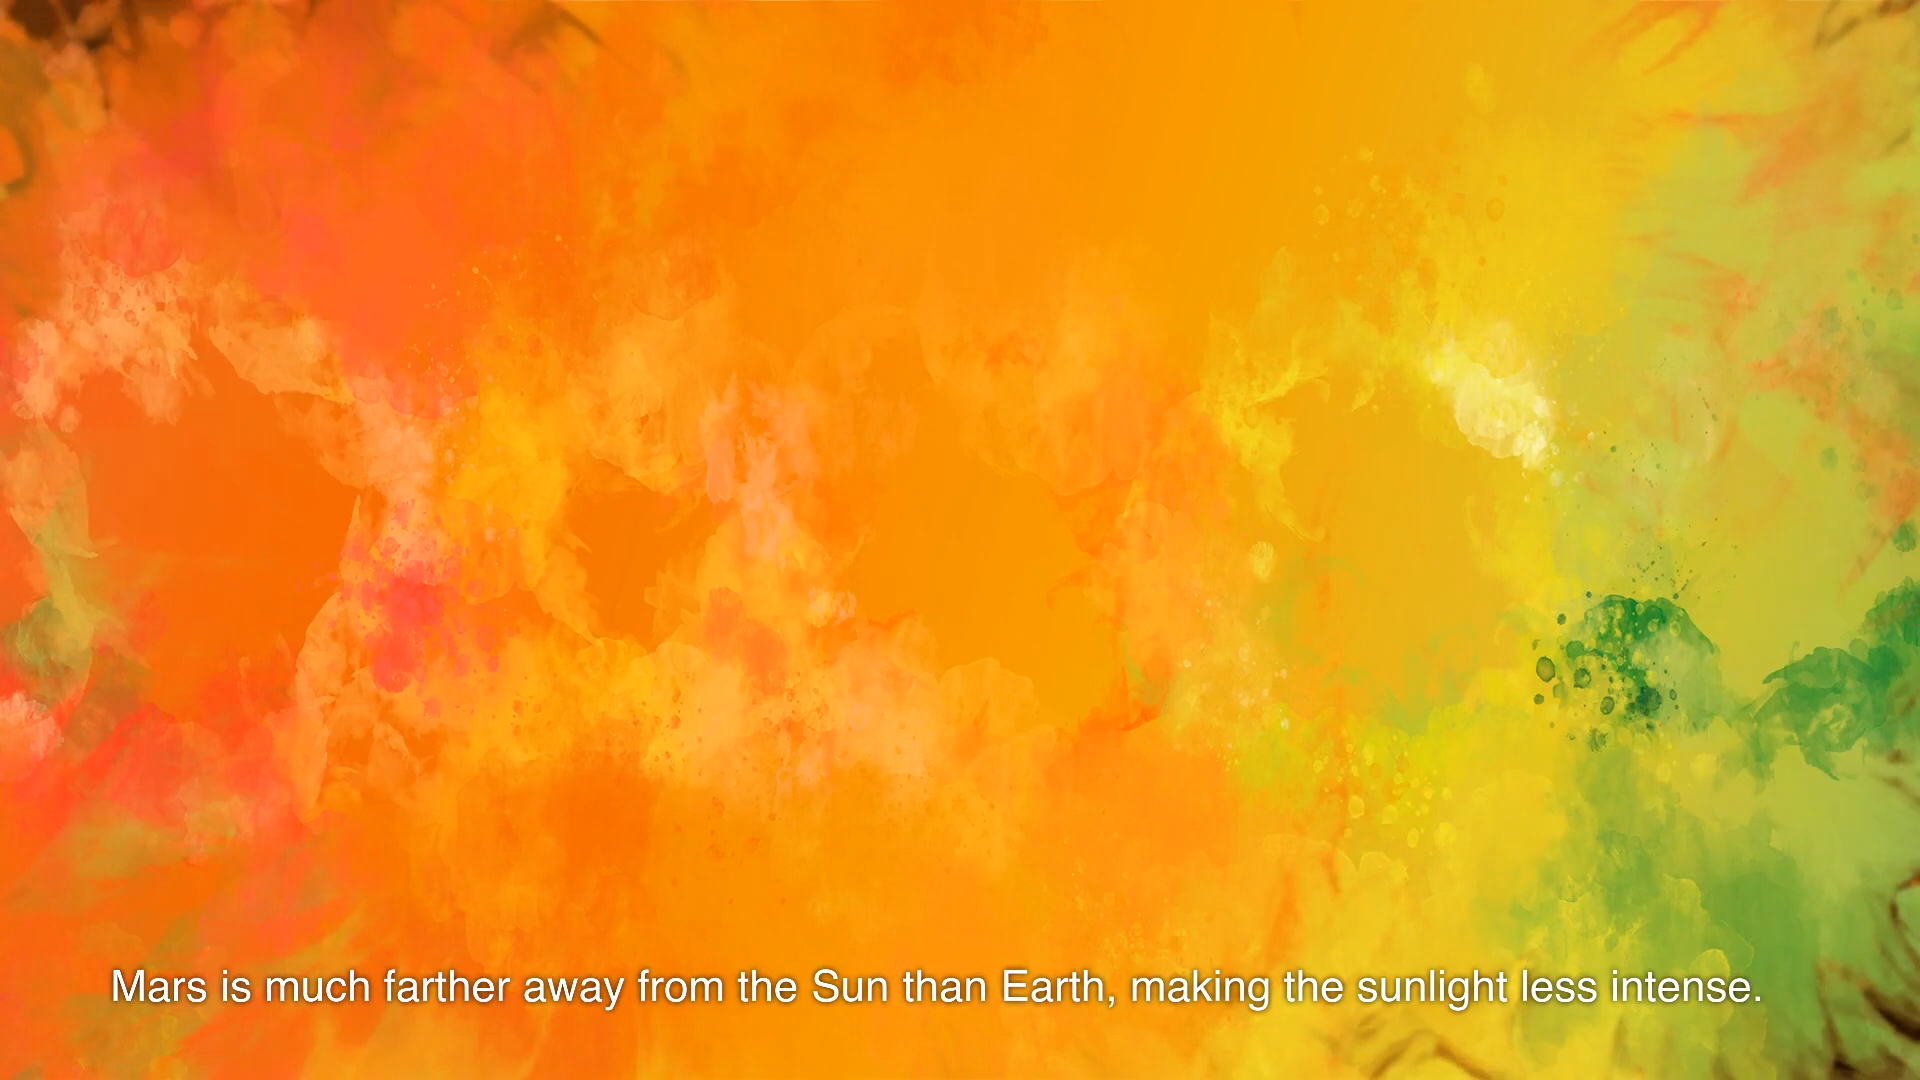 Mars is much farther away from the Sun than Earth, making the sunlight less intense.